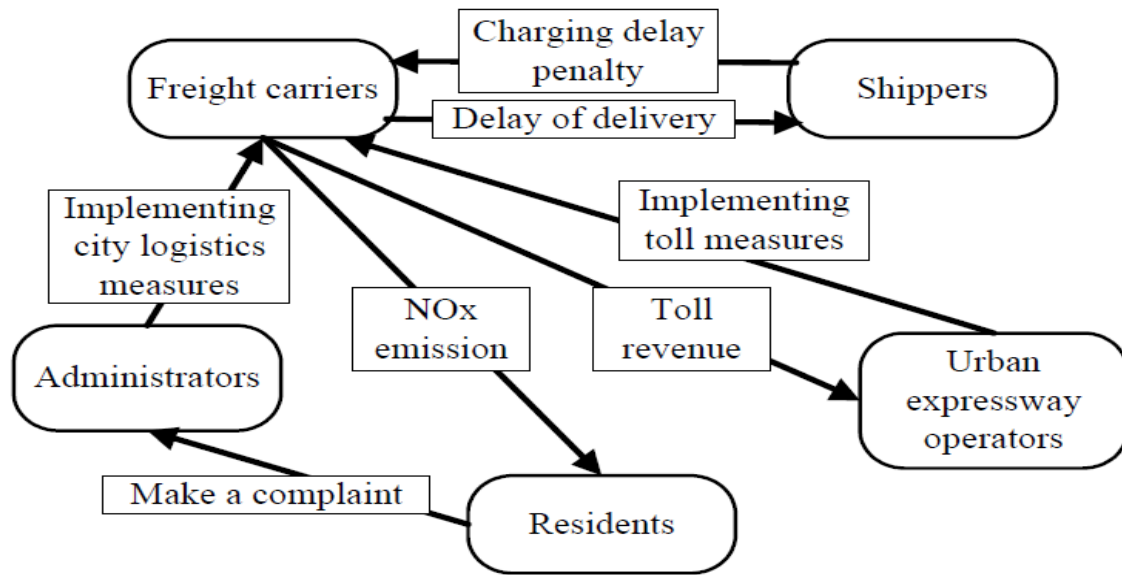 Charging delay
penalty
Freight carriers
Shippers
Delay of delivery
Implementing
city logistics
measures
Implementing
toll measures
NOx
emission
Toll
revenue
Administrators
Urban
expressway
operators
Make a complaint
Residents